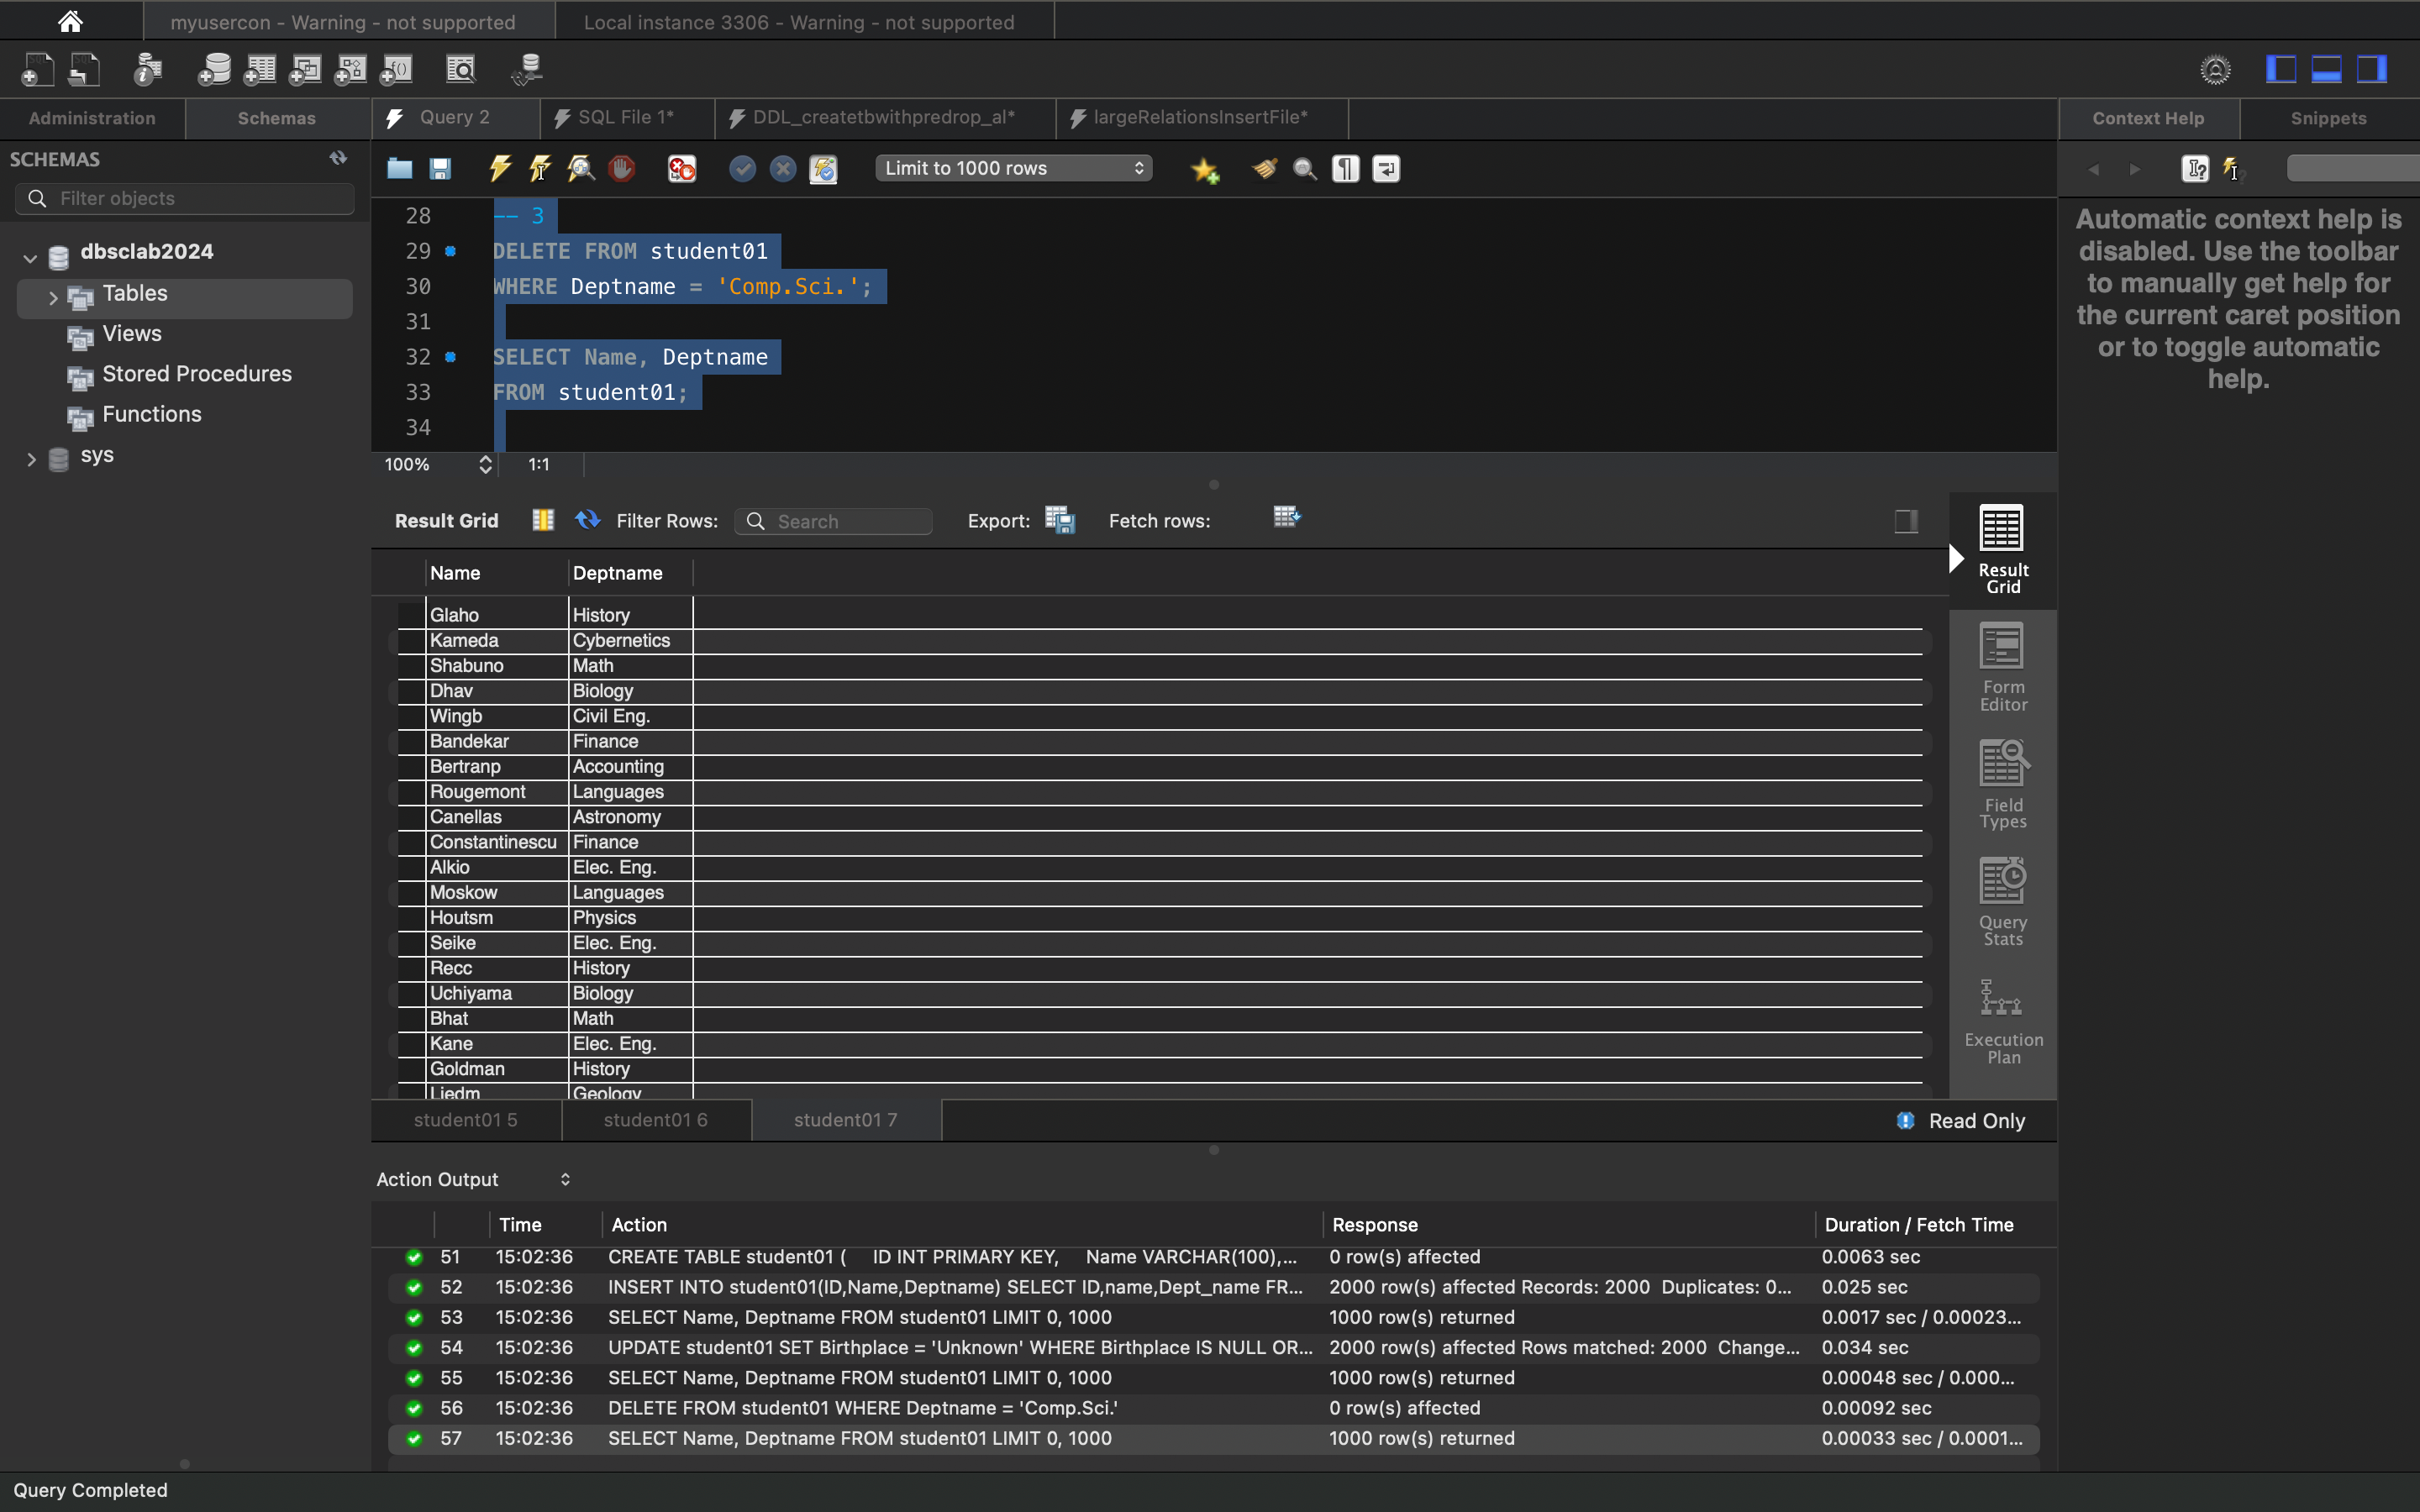 myusercon - Warning - not supported
Local instance 3306 - Warning - not supported
Administration
Schemas
Query 2
SQL File 1*
DDL_createtbwithpredrop_al*
largeRelationsInsertFile*
Context Help
Snippets
SCHEMAS
Filter objects
dbsclab2024
Tables
Views
Stored Procedures
Functions
sys
Limit to 1000 rows
28 -- 3
29 DELETE FROM student01
30 WHERE Deptname = 'Comp.Sci.';
31
32 SELECT Name, Deptname
33 FROM student01;
34
100% 1:1
Automatic context help is
disabled. Use the toolbar
to manually get help for
the current caret position
or to toggle automatic
help.
Result Grid Filter Rows: Search Export: Fetch rows:
Name Deptname
Glaho History
Kameda Cybernetics
Shabuno Math
Dhav Biology
Wingb Civil Eng.
Bandekar Finance
Bertranp Accounting
Rougemont Languages
Canellas Astronomy
Constantinescu Finance
Alkio Elec. Eng.
Moskow Languages
Houtsm Physics
Seike Elec. Eng.
Recc History
Uchiyama Biology
Bhat Math
Kane Elec. Eng.
Goldman History
Liedm Geology
Result
Grid
Form
Editor
Field
Types
Query
Stats
Execution
Plan
student01 5 student01 6 student01 7
Read Only
Action Output
Time Action Response Duration / Fetch Time
51 15:02:36 CREATE TABLE student01 ( ID INT PRIMARY KEY, Name VARCHAR(100),... 0 row(s) affected 0.0063 sec
52 15:02:36 INSERT INTO student01(ID,Name,Deptname) SELECT ID,name,Dept_name FR... 2000 row(s) affected Records: 2000 Duplicates: 0... 0.025 sec
53 15:02:36 SELECT Name, Deptname FROM student01 LIMIT 0, 1000 1000 row(s) returned 0.0017 sec / 0.00023...
54 15:02:36 UPDATE student01 SET Birthplace = 'Unknown' WHERE Birthplace IS NULL OR... 2000 row(s) affected Rows matched: 2000 Change... 0.034 sec
55 15:02:36 SELECT Name, Deptname FROM student01 LIMIT 0, 1000 1000 row(s) returned 0.00048 sec / 0.000...
56 15:02:36 DELETE FROM student01 WHERE Deptname = 'Comp.Sci.' 0 row(s) affected 0.00092 sec
57 15:02:36 SELECT Name, Deptname FROM student01 LIMIT 0, 1000 1000 row(s) returned 0.00033 sec / 0.0001...
Query Completed